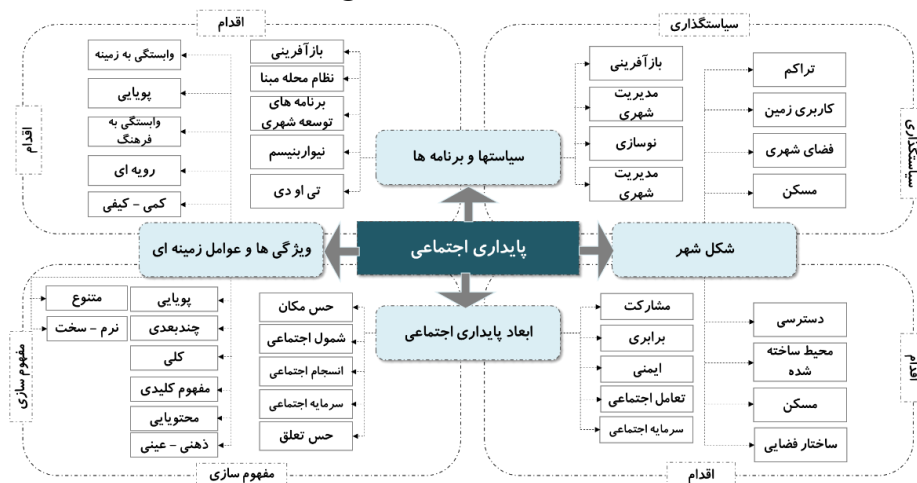 اقدام
سیاستگذاری
وابستگی به زمینه
پویایی
وابستگی به
فرهنگ
رویه ای
کمی - کیفی
بازآفرینی
نظام محله مبنا
برنامه های
توسعه شهری
نیواربنیسم
تی او دی
بازآفرینی
مدیریت
شهری
نوسازی
مدیریت
شهری
تراکم
کاربری زمین
فضای شهری
مسکن
اقدام
سیاستگذاری
سیاستها و برنامه ها
ویژگی ها و عوامل زمینه ای
پایداری اجتماعی
شکل شهر
ابعاد پایداری اجتماعی
متنوع
نرم - سخت
پویایی
چندبعدی
کلی
مفهوم کلیدی
محتویایی
ذهنی - عینی
حس مکان
شمول اجتماعی
انسجام اجتماعی
سرمایه اجتماعی
حس تعلق
مشارکت
برابری
ایمنی
تعامل اجتماعی
سرمایه اجتماعی
دسترسی
محیط ساخته
شده
مسکن
ساختار فضایی
مفهوم سازی
اقدام
مفهوم سازی
اقدام